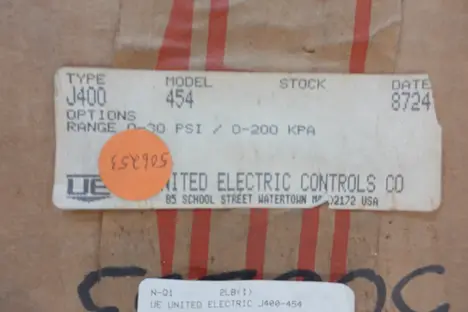 TYPE MODEL STOCK DATE
J400 454 8724
OPTIONS
RANGE 0-30 PSI / 0-200 KPA
506253
UE UNITED ELECTRIC CONTROLS CO
85 SCHOOL STREET WATERTOWN MA 02172 USA
N-01 2LB(1)
UE UNITED ELECTRIC J400-454